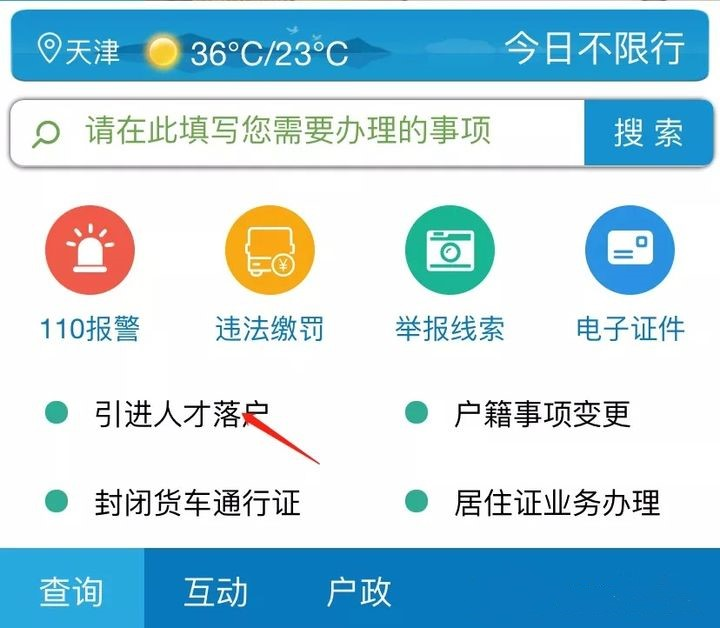 天津 36°C/23°C 今日不限行
请在此填写您需要办理的事项 搜索
110报警 违法缴罚 举报线索 电子证件
引进人才落户 户籍事项变更
封闭货车通行证 居住证业务办理
查询 互动 户政